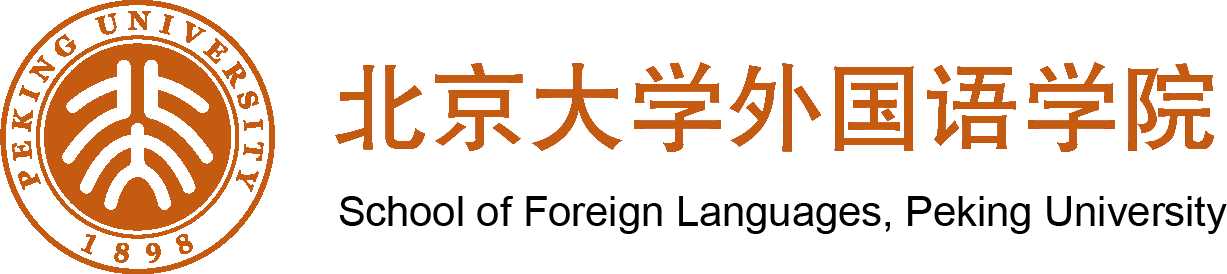 PEKING UNIVERSITY
1898
北京大学外国语学院
School of Foreign Languages, Peking University